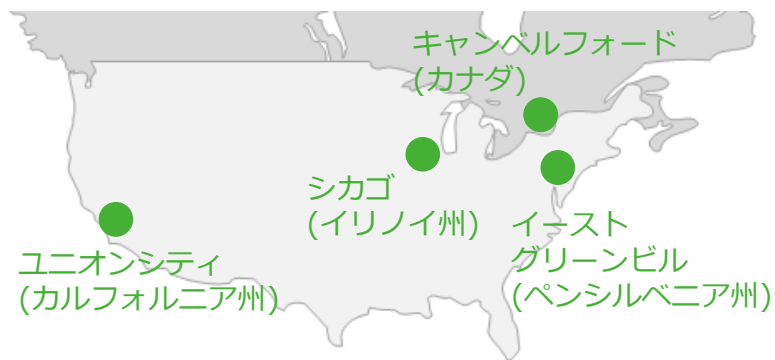 キャンベルフォード
(カナダ)
シカゴ
(イリノイ州)
イースト
グリーンビル
(ペンシルベニア州)
ユニオンシティ
(カルフォルニア州)